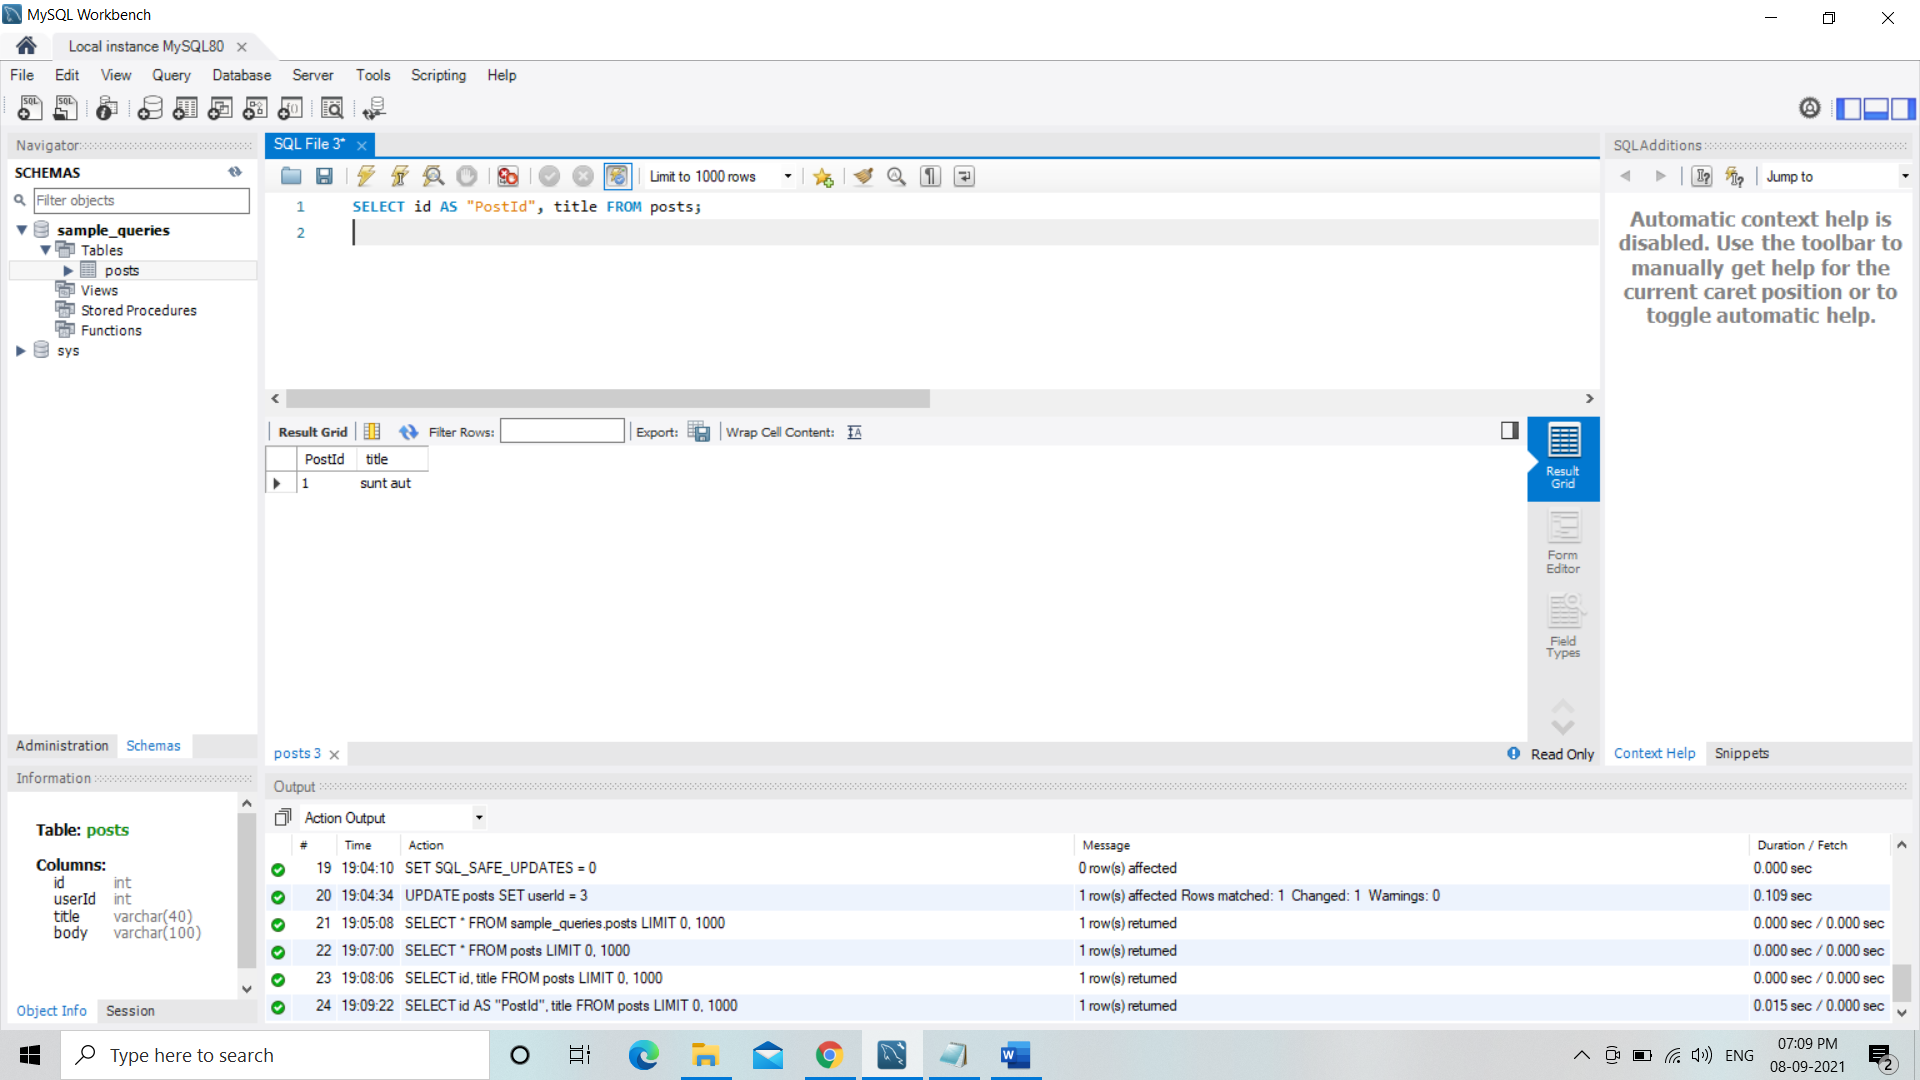 MySQL Workbench
Local instance MySQL80
File Edit View Query Database Server Tools Scripting Help
Navigator
SCHEMAS
Filter objects
sample_queries
Tables
posts
Views
Stored Procedures
Functions
sys
Administration Schemas
SQL File 3*
Limit to 1000 rows
1 SELECT id AS "PostId", title FROM posts;
2
Result Grid Filter Rows: Export: Wrap Cell Content:
PostId title
1 sunt aut
Result
Grid
Form
Editor
Field
Types
posts 3
Read Only
SQLAdditions
Jump to
Automatic context help is
disabled. Use the toolbar to
manually get help for the
current caret position or to
toggle automatic help.
Context Help Snippets
Information
Table: posts
Columns:
id int
userId int
title varchar(40)
body varchar(100)
Object Info Session
Output
Action Output
# Time Action Message Duration / Fetch
19 19:04:10 SET SQL_SAFE_UPDATES = 0 0 row(s) affected 0.000 sec
20 19:04:34 UPDATE posts SET userId = 3 1 row(s) affected Rows matched: 1 Changed: 1 Warnings: 0 0.109 sec
21 19:05:08 SELECT * FROM sample_queries.posts LIMIT 0, 1000 1 row(s) returned 0.000 sec / 0.000 sec
22 19:07:00 SELECT * FROM posts LIMIT 0, 1000 1 row(s) returned 0.000 sec / 0.000 sec
23 19:08:06 SELECT id, title FROM posts LIMIT 0, 1000 1 row(s) returned 0.000 sec / 0.000 sec
24 19:09:22 SELECT id AS "PostId", title FROM posts LIMIT 0, 1000 1 row(s) returned 0.015 sec / 0.000 sec
Type here to search
ENG
07:09 PM
08-09-2021
2